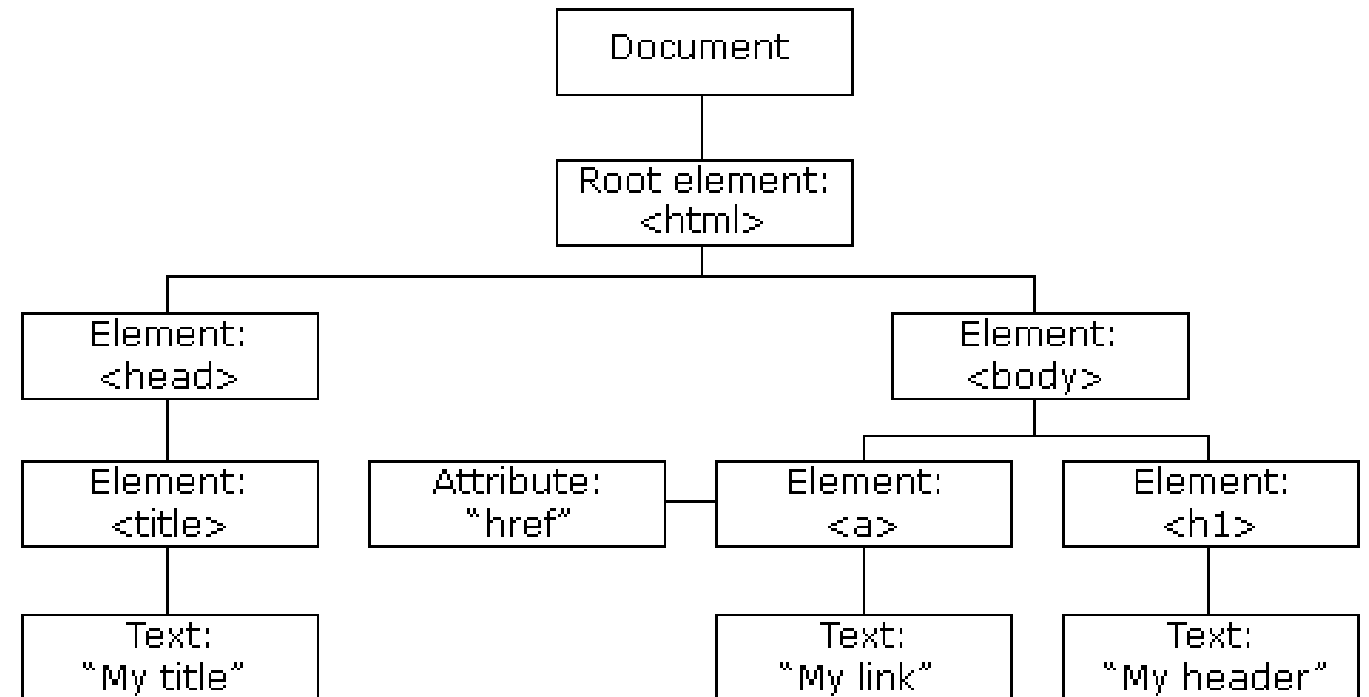 Document
Root element:
<html>
Element:
<head>
Element:
<body>
Element:
<title>
Attribute:
“href”
Element:
<a>
Element:
<h1>
Text:
“My title”
Text:
“My link”
Text:
“My header”